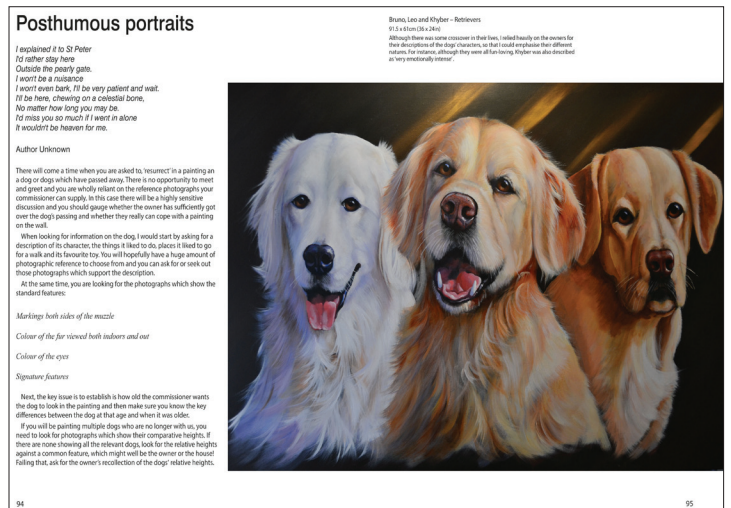 Posthumous portraits
I explained it to St Peter
I'd rather stay here
Outside the pearly gate.
I won't be a nuisance
I won't even bark, I'll be very patient and wait.
I'll be here, chewing on a celestial bone,
No matter how long you may be.
I'd miss you so much if I went in alone
It wouldn't be heaven for me.
Author Unknown
There will come a time when you are asked to, 'resurrect' in a painting an
a dog or dogs which have passed away. There is no opportunity to meet
and greet and you are wholly reliant on the reference photographs your
commissioner can supply. In this case there will be a highly sensitive
discussion and you should gauge whether the owner has sufficiently got
over the dog's passing and whether they really can cope with a painting
on the wall.
When looking for information on the dog, I would start by asking for a
description of its character, the things it liked to do, places it liked to go
for a walk and its favourite toy. You will hopefully have a huge amount of
photographic reference to choose from and you can ask for or seek out
those photographs which support the description.
At the same time, you are looking for the photographs which show the
standard features:
Markings both sides of the muzzle
Colour of the fur viewed both indoors and out
Colour of the eyes
Signature features
Next, the key issue is to establish is how old the commissioner wants
the dog to look in the painting and then make sure you know the key
differences between the dog at that age and when it was older.
If you will be painting multiple dogs who are no longer with us, you
need to look for photographs which show their comparative heights. If
there are none showing all the relevant dogs, look for the relative heights
against a common feature, which might well be the owner or the house!
Failing that, ask for the owner's recollection of the dogs' relative heights.
94
Bruno, Leo and Khyber – Retrievers
91.5 x 61cm (36 x 24in)
Although there was some crossover in their lives, I relied heavily on the owners for
their descriptions of the dogs' characters, so that I could emphasise their different
natures. For instance, although they were all fun-loving, Khyber was also described
as 'very emotionally intense'.
95